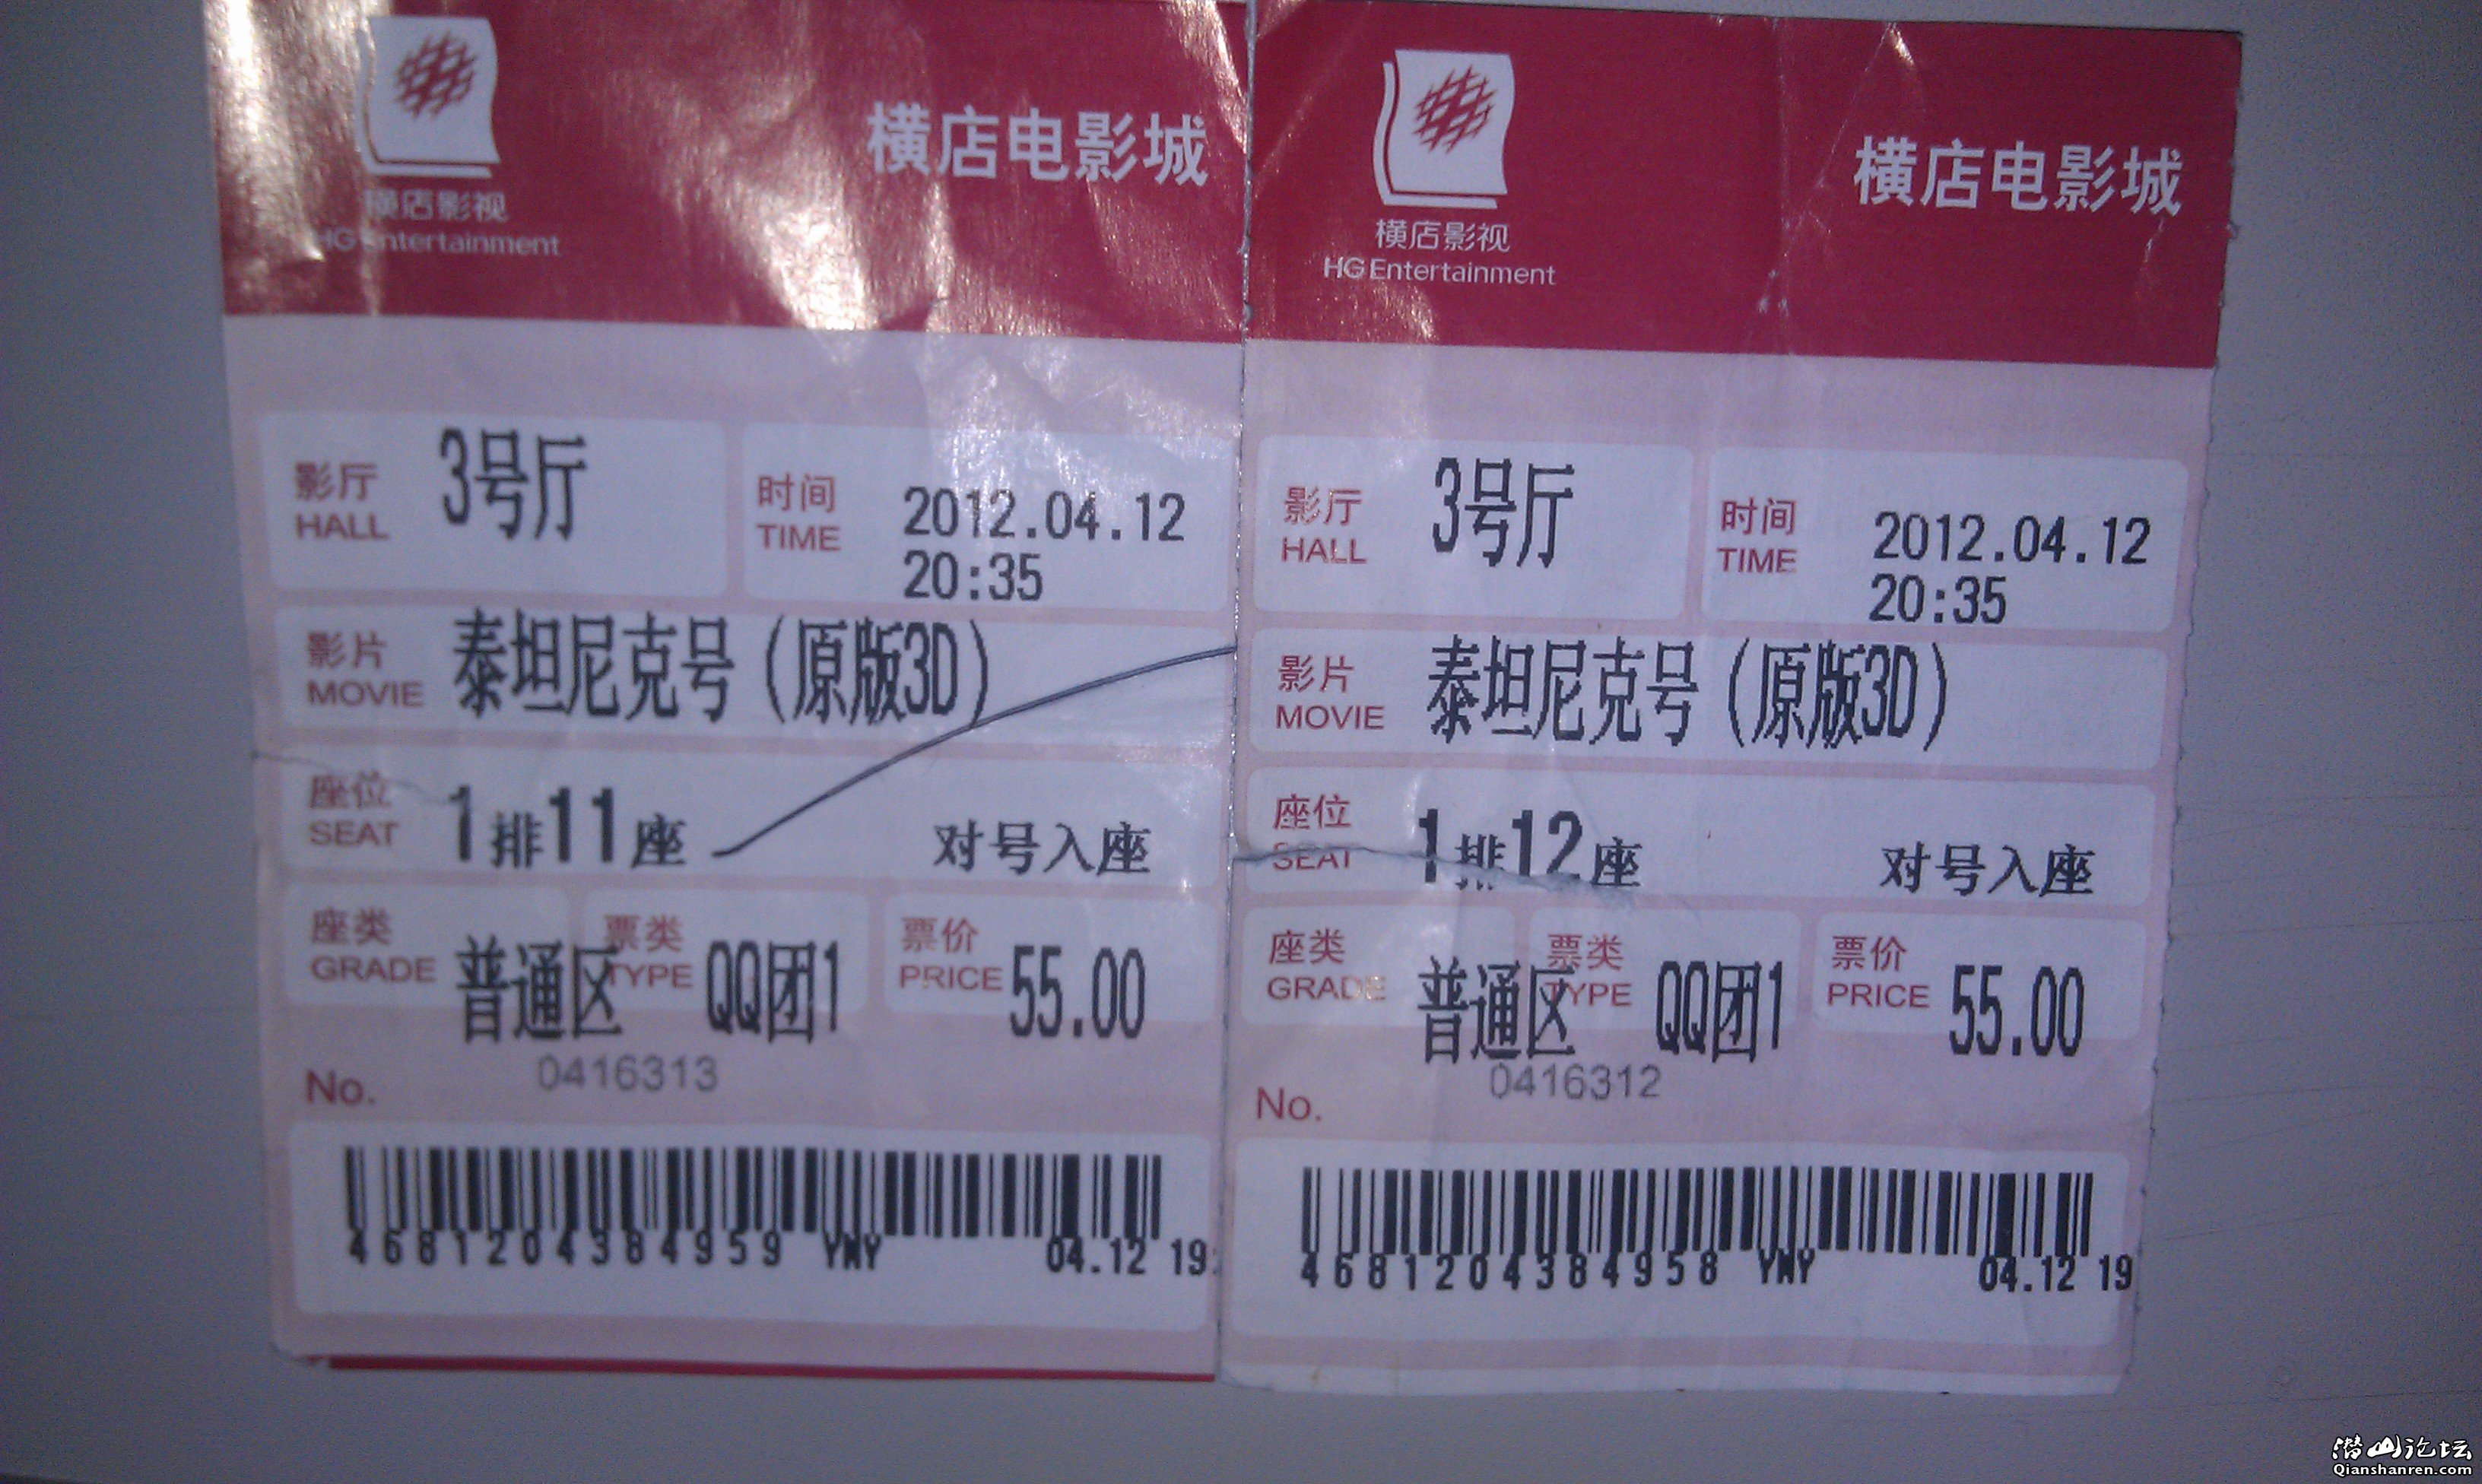 横店影视
HG Entertainment
横店电影城
影厅
HALL
3号厅
时间
TIME
2012.04.12
20:35
影片
MOVIE
泰坦尼克号(原版3D)
座位
SEAT
1排11座
对号入座
座类
GRADE
普通区
票类
TYPE
QQ团1
票价
PRICE
55.00
No.
0416313
4681204384959 YMY
04.12 19:
横店影视
HG Entertainment
横店电影城
影厅
HALL
3号厅
时间
TIME
2012.04.12
20:35
影片
MOVIE
泰坦尼克号(原版3D)
座位
SEAT
1排12座
对号入座
座类
GRADE
普通区
票类
TYPE
QQ团1
票价
PRICE
55.00
No.
0416312
4681204384958 YMY
04.12 19
潜山论坛
Qianshanren.com